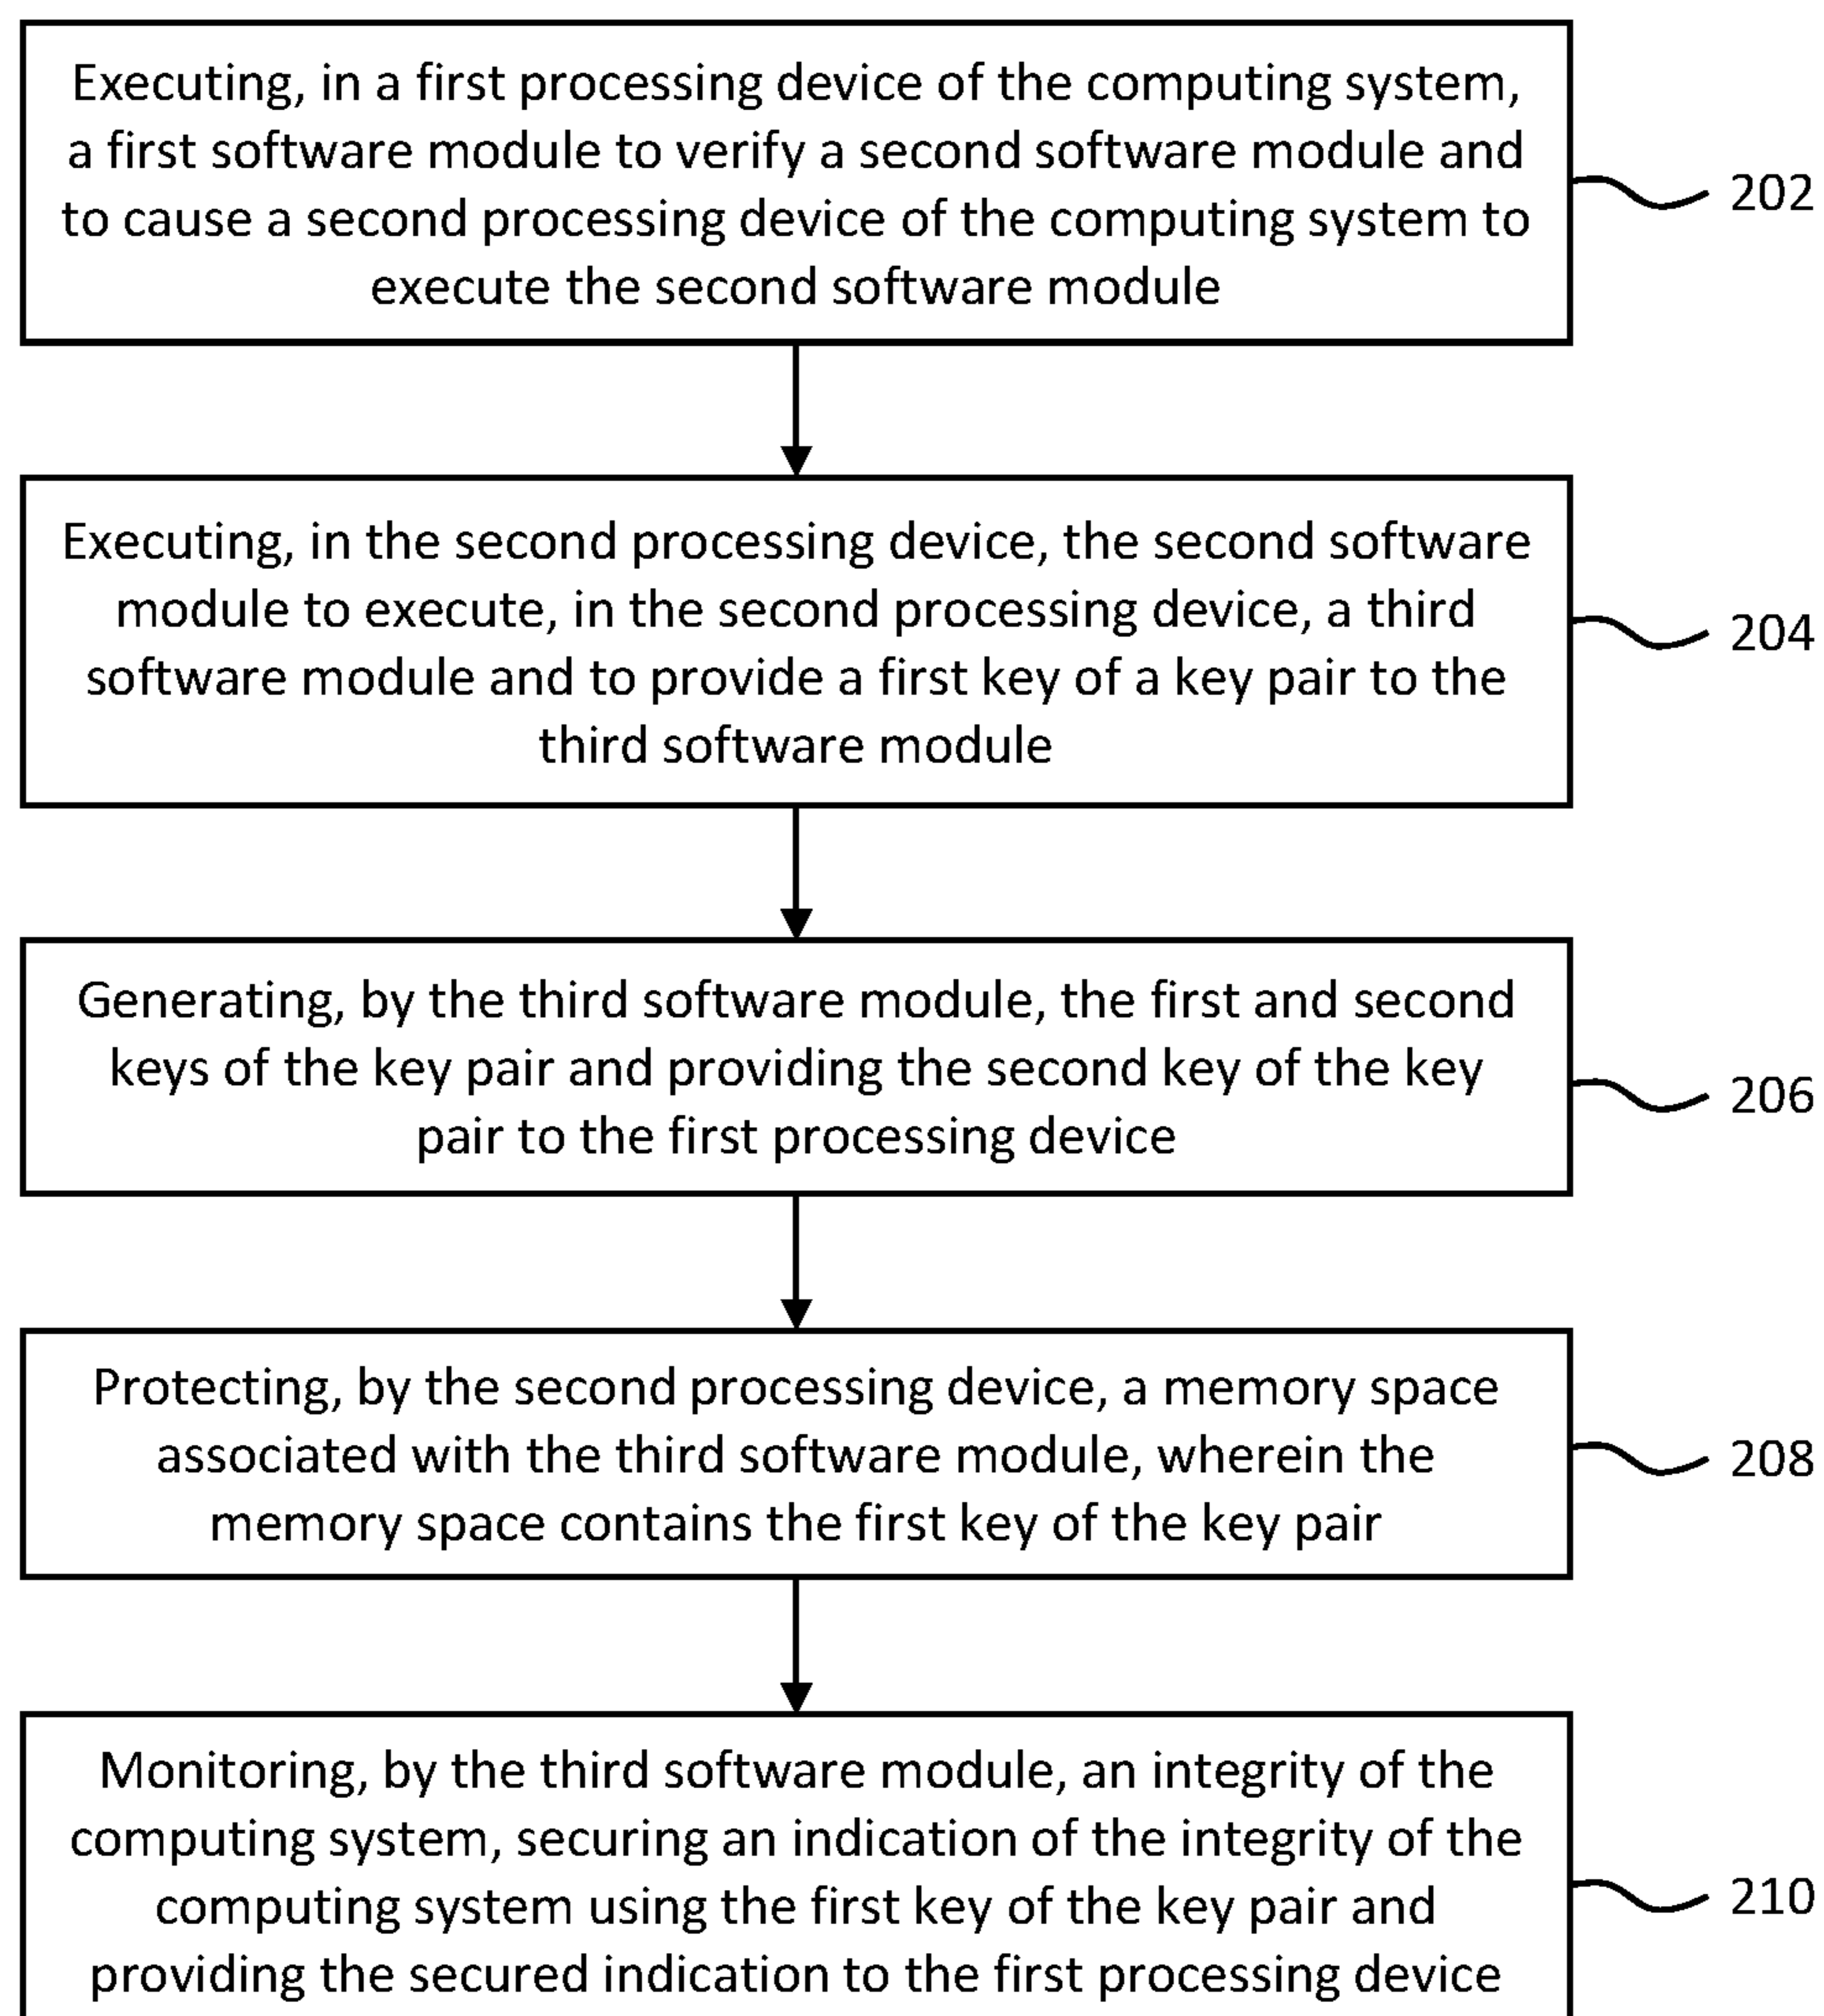 Executing, in a first processing device of the computing system,
a first software module to verify a second software module and
to cause a second processing device of the computing system to
execute the second software module
202
Executing, in the second processing device, the second software
module to execute, in the second processing device, a third
software module and to provide a first key of a key pair to the
third software module
204
Generating, by the third software module, the first and second
keys of the key pair and providing the second key of the key
pair to the first processing device
206
Protecting, by the second processing device, a memory space
associated with the third software module, wherein the
memory space contains the first key of the key pair
208
Monitoring, by the third software module, an integrity of the
computing system, securing an indication of the integrity of the
computing system using the first key of the key pair and
providing the secured indication to the first processing device
210